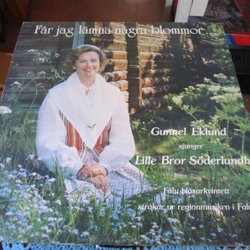 Får jag lämna några blommor
Gunnel Eklund
sjunger
Lille Bror Söderlundh
Falu blåsarkvintett
stråkar ur regionmusiken i Falun